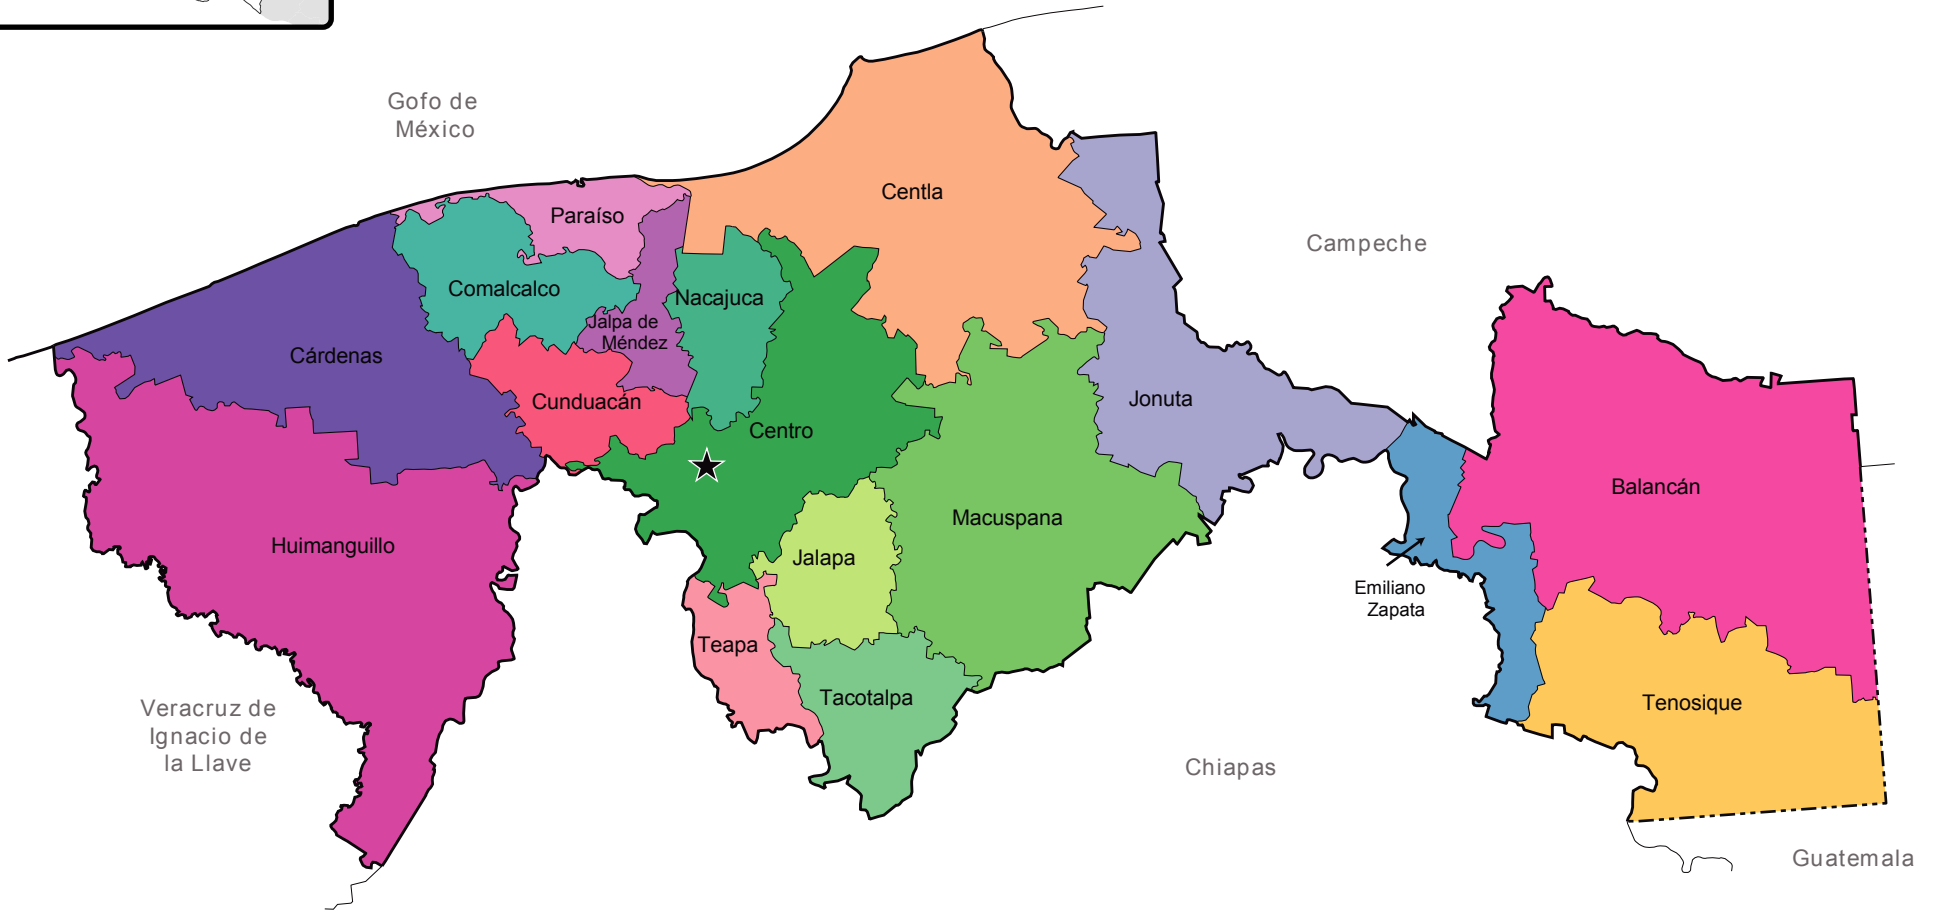 Gofo de
México
Centla
Paraíso
Campeche
Comalcalco
Nacajuca
Jalpa de
Méndez
Cárdenas
Cunduacán
Jonuta
Centro
Balancán
Macuspana
Huimanguillo
Jalapa
Emiliano
Zapata
Teapa
Tacotalpa
Tenosique
Veracruz de
Ignacio de
la Llave
Chiapas
Guatemala